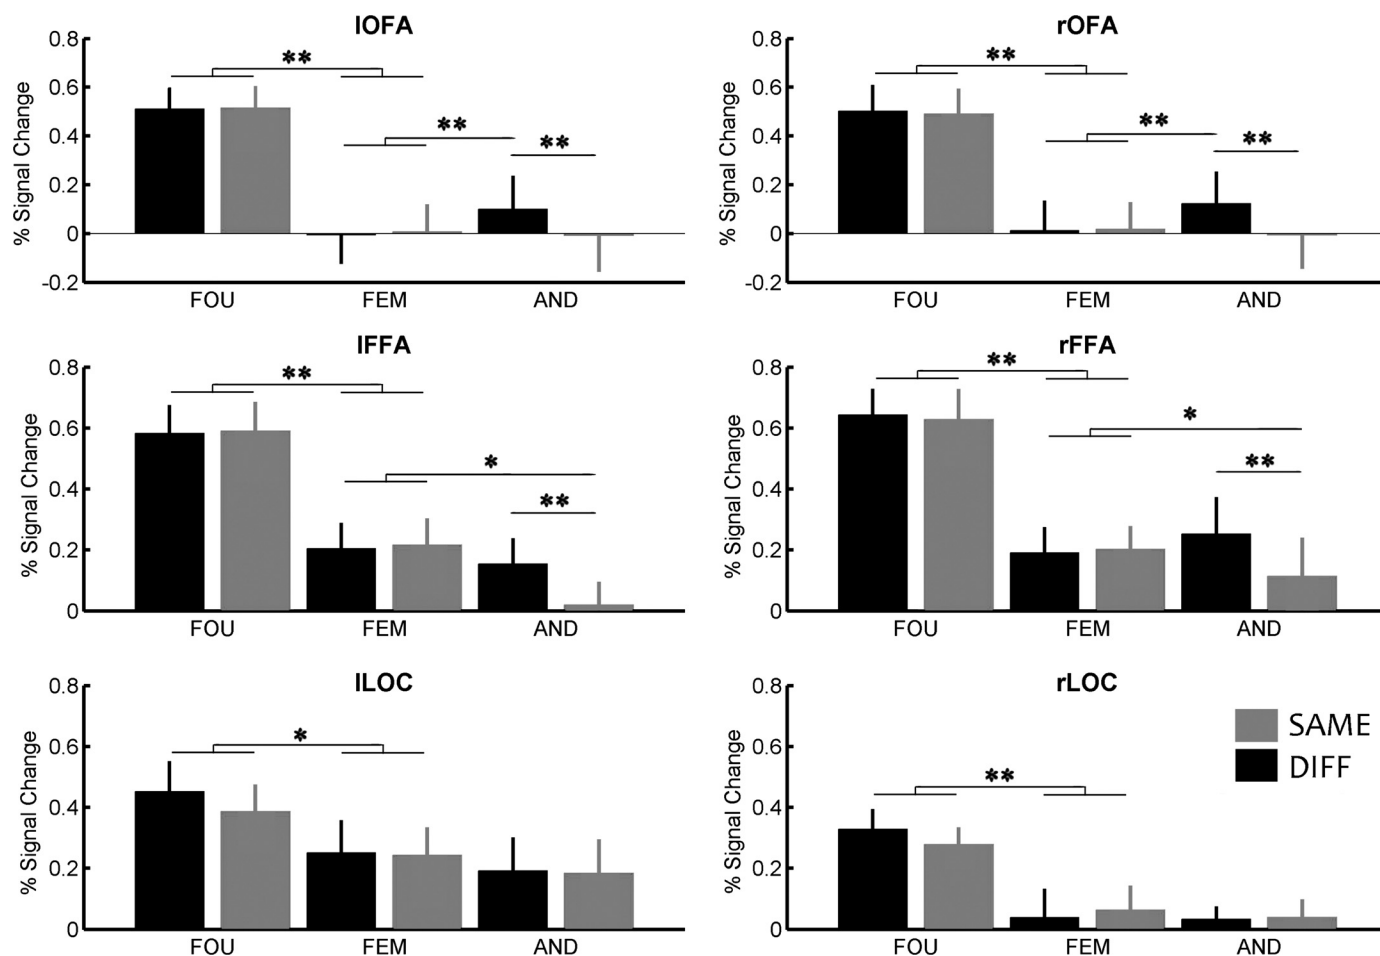 lOFA
% Signal Change
0.8
0.6
0.4
0.2
0
-0.2
** ** **
FOU FEM AND
rOFA
% Signal Change
0.8
0.6
0.4
0.2
0
-0.2
** ** **
FOU FEM AND
lFFA
% Signal Change
0.8
0.6
0.4
0.2
0
** * **
FOU FEM AND
rFFA
% Signal Change
0.8
0.6
0.4
0.2
0
** * **
FOU FEM AND
lLOC
% Signal Change
0.8
0.6
0.4
0.2
0
*
FOU FEM AND
rLOC
% Signal Change
0.8
0.6
0.4
0.2
0
**
FOU FEM AND
SAME
DIFF